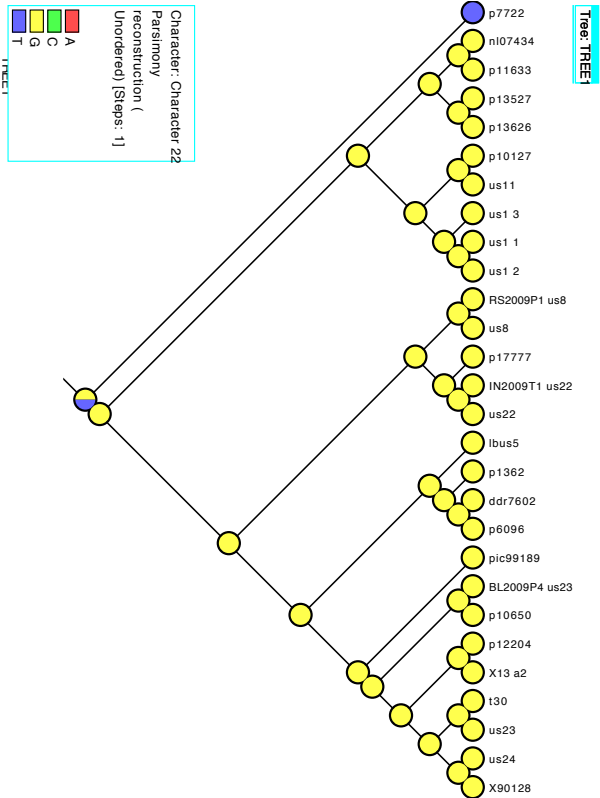 Tree: TREE1
p7722
nl07434
p11633
p13527
p13626
p10127
us11
us1 3
us1 1
us1 2
RS2009P1 us8
us8
p17777
IN2009T1 us22
us22
lbus5
p1362
ddr7602
p6096
pic99189
BL2009P4 us23
p10650
p12204
X13 a2
t30
us23
us24
X90128
Character: Character 22
Parsimony
reconstruction (
Unordered) [Steps: 1]
A
C
G
T